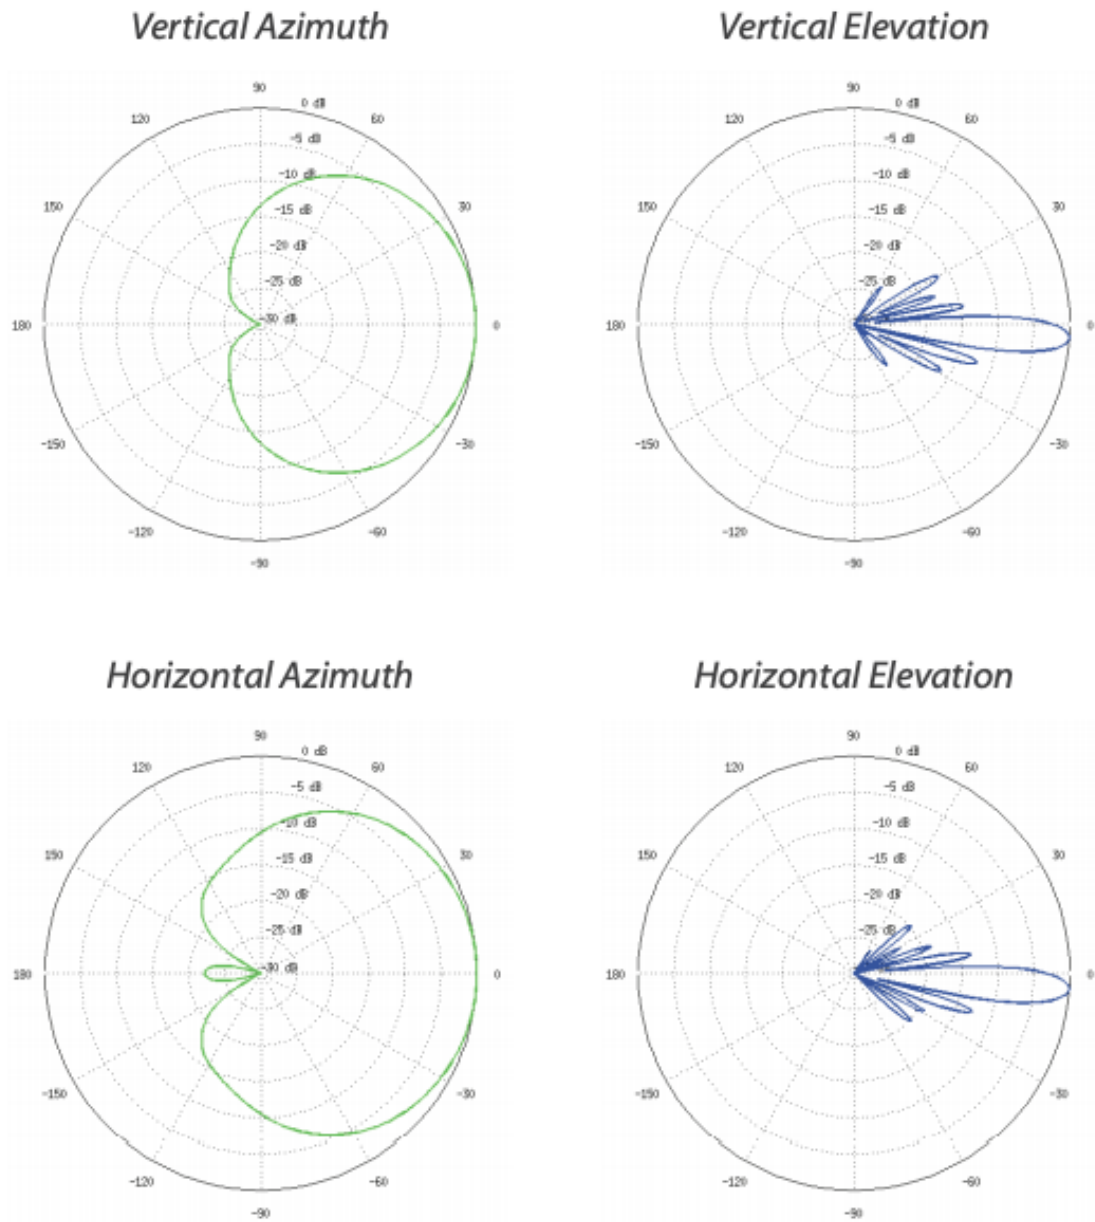 Vertical Azimuth
90
0 dB
120
60
-5 dB
-10 dB
150
30
-15 dB
-20 dB
-25 dB
180
-30 dB
0
-150
-30
-120
-60
-90
Vertical Elevation
90
0 dB
120
60
-5 dB
-10 dB
150
30
-15 dB
-20 dB
-25 dB
180
0
-150
-30
-120
-60
-90
Horizontal Azimuth
90
0 dB
120
60
-5 dB
-10 dB
150
30
-15 dB
-20 dB
-25 dB
180
-30 dB
0
-150
-30
-120
-60
-90
Horizontal Elevation
90
0 dB
120
60
-5 dB
-10 dB
150
30
-15 dB
-20 dB
-25 dB
180
0
-150
-30
-120
-60
-90